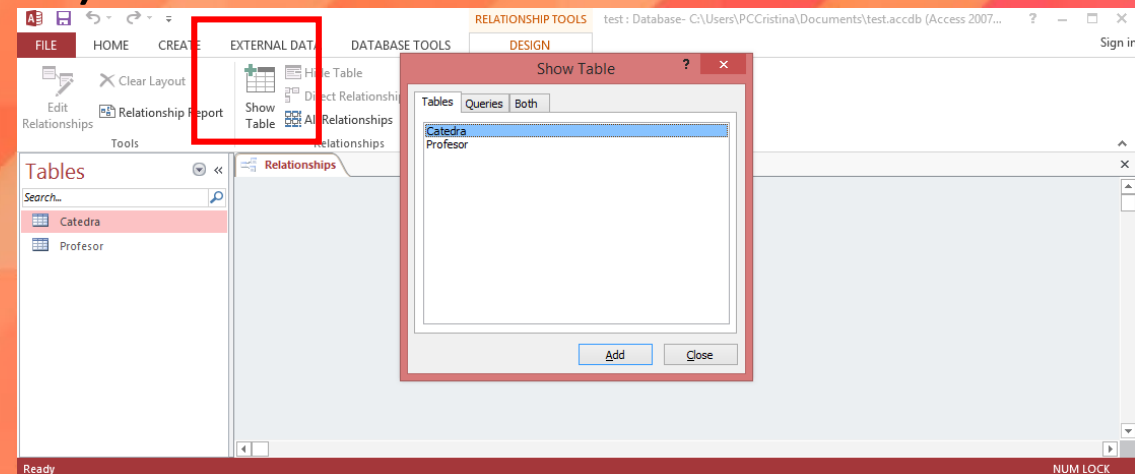 RELATIONSHIP TOOLS test : Database- C:\Users\PCCristina\Documents\test.accdb (Access 2007... ?
FILE HOME CREATE EXTERNAL DATA DATABASE TOOLS DESIGN Sign in
Edit Relationships
Clear Layout
Relationship Report
Tools
Show Table
Hide Table
Direct Relationship
All Relationships
Relationships
Show Table ?
Tables Queries Both
Catedra
Profesor
Add Close
Tables
Search...
Catedra
Profesor
Relationships
Ready NUM LOCK